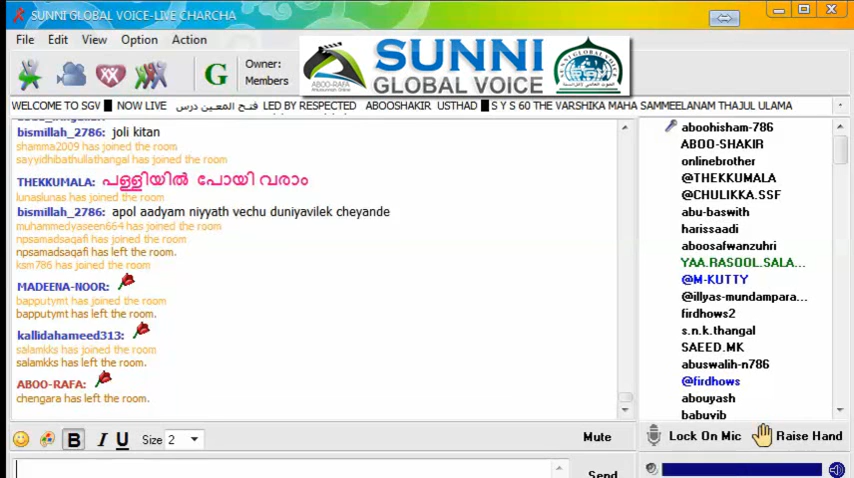 SUNNI GLOBAL VOICE-LIVE CHARCHA
File Edit View Option Action
G Owner: Members
ABOO-RAFA
SUNNI
GLOBAL VOICE
WELCOME TO SGV NOW LIVE فتح المعين درس LED BY RESPECTED ABOOSHAKIR USTHAD S Y S 60 THE VARSHIKA MAHA SAMMEELANAM THAJUL ULAMA
bismillah_2786: joli kitan
shamma2009 has joined the room
sayyidhibathullathangal has joined the room
THEKKUMALA: പള്ളിയിൽ പോയി വരാം
lunaslunas has joined the room
bismillah_2786: apol aadyam niyyath vechu duniyavilek cheyande
muhammedyaseen664 has joined the room
npsamadsaqafi has joined the room
npsamadsaqafi has left the room.
ksm786 has joined the room
MADEENA-NOOR:
bapputymt has joined the room
bapputymt has left the room.
kallidahameed313:
salamkks has joined the room
salamkks has left the room.
ABOO-RAFA:
chengara has left the room.
aboohisham-786
ABOO-SHAKIR
onlinebrother
@THEKKUMALA
@CHULIKKA.SSF
abu-baswith
harissaadi
aboosafwanzuhri
YAA.RASOOL.SALA...
@M-KUTTY
@illyas-mundampara...
firdhows2
s.n.k.thangal
SAEED.MK
abuswalih-n786
@firdhows
abouyash
babuvib
B I U Size 2 Mute
Lock On Mic Raise Hand
Send